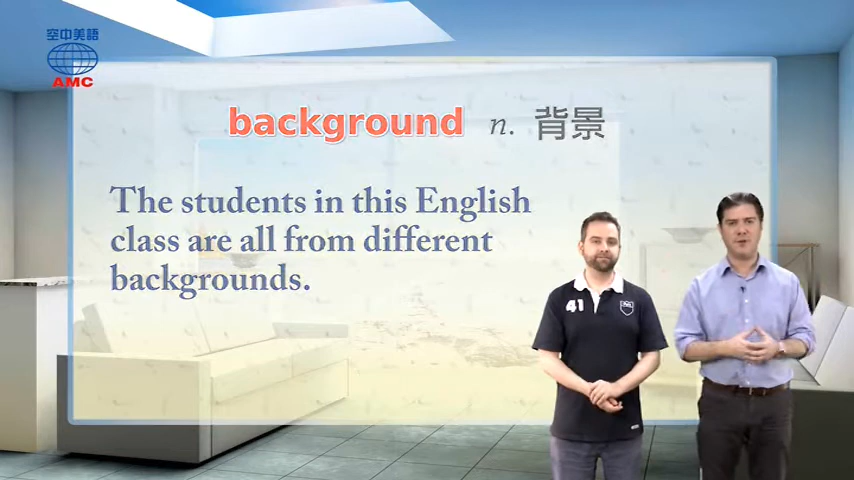 空中美語
AMC
background n. 背景
The students in this English
class are all from different
backgrounds.
41